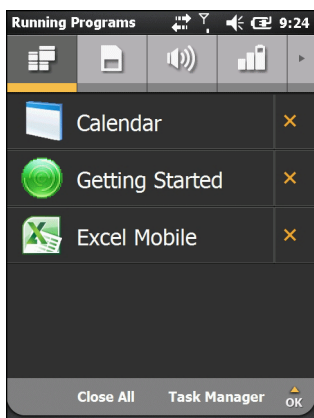 Running Programs 9:24
Calendar
Getting Started
Excel Mobile
Close All Task Manager OK